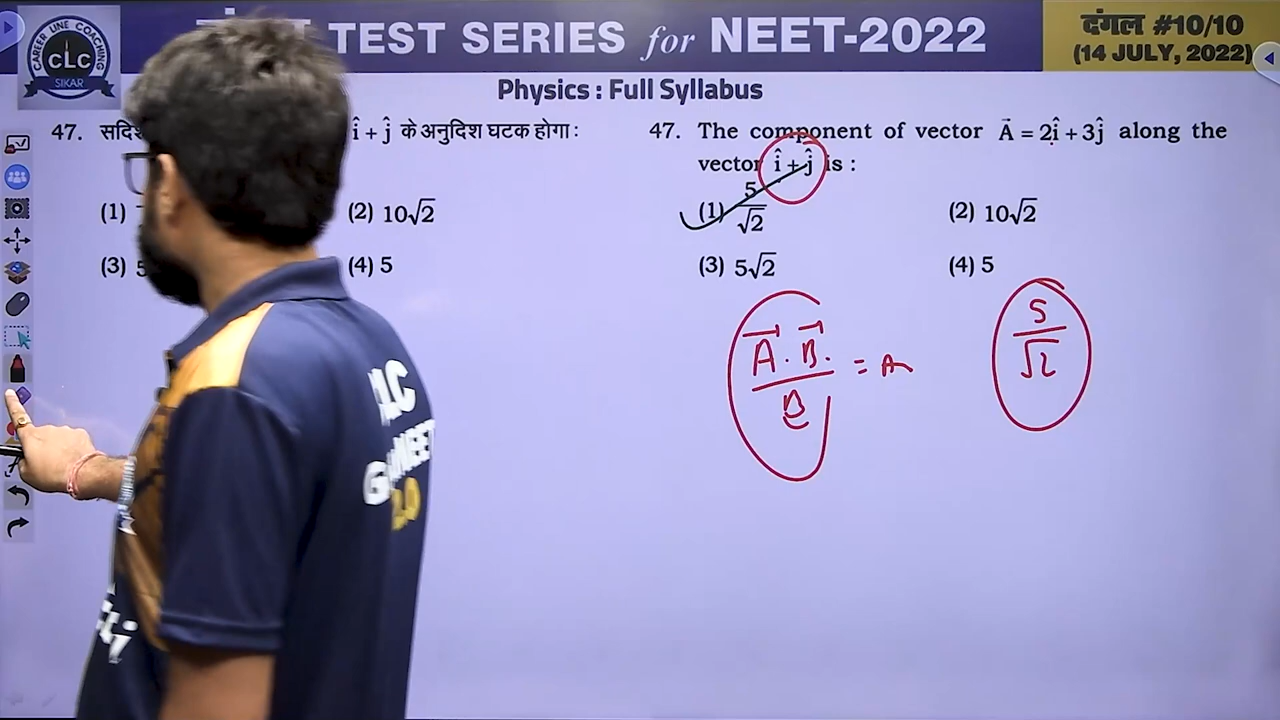 TEST SERIES for NEET-2022
दंगल #10/10
(14 JULY, 2022)
CAREER LINE COACHING
CLC
SIKAR
Physics : Full Syllabus
47. î + ĵ के अनुदिश घटक होगा :
(1)
(2) 10√2
(3) 5
(4) 5
47. The component of vector A⃗ = 2î + 3ĵ along the
vector î + ĵ is :
(1) 5/√2
(2) 10√2
(3) 5√2
(4) 5
A⃗ . B⃗ / B =
5/√2
CLC